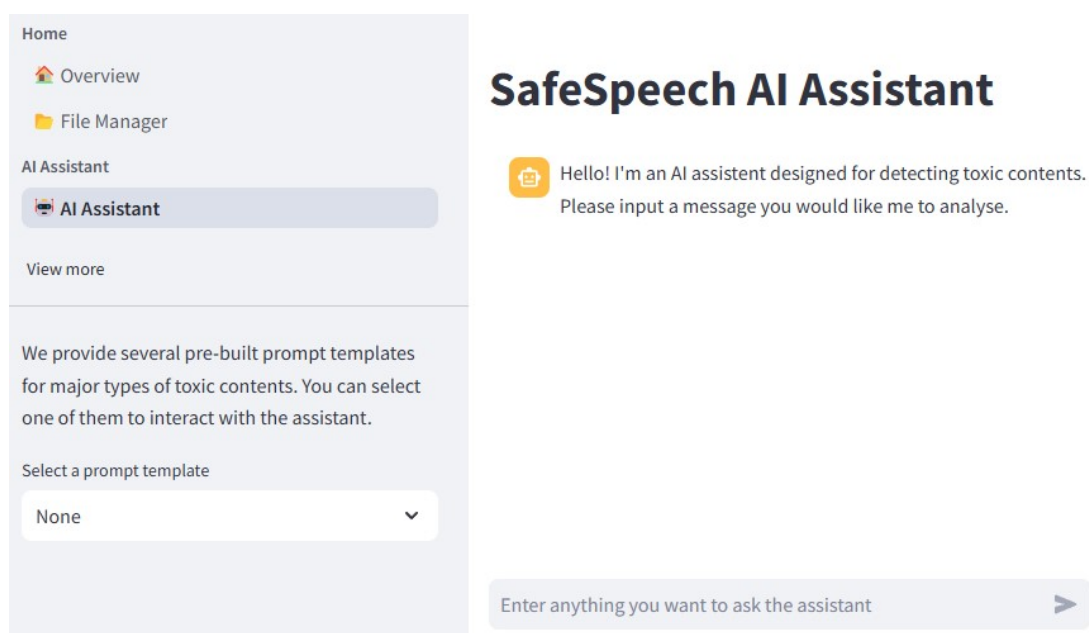 Home
Overview
File Manager
AI Assistant
AI Assistant
View more
We provide several pre-built prompt templates
for major types of toxic contents. You can select
one of them to interact with the assistant.
Select a prompt template
None
SafeSpeech AI Assistant
Hello! I'm an AI assistent designed for detecting toxic contents.
Please input a message you would like me to analyse.
Enter anything you want to ask the assistant